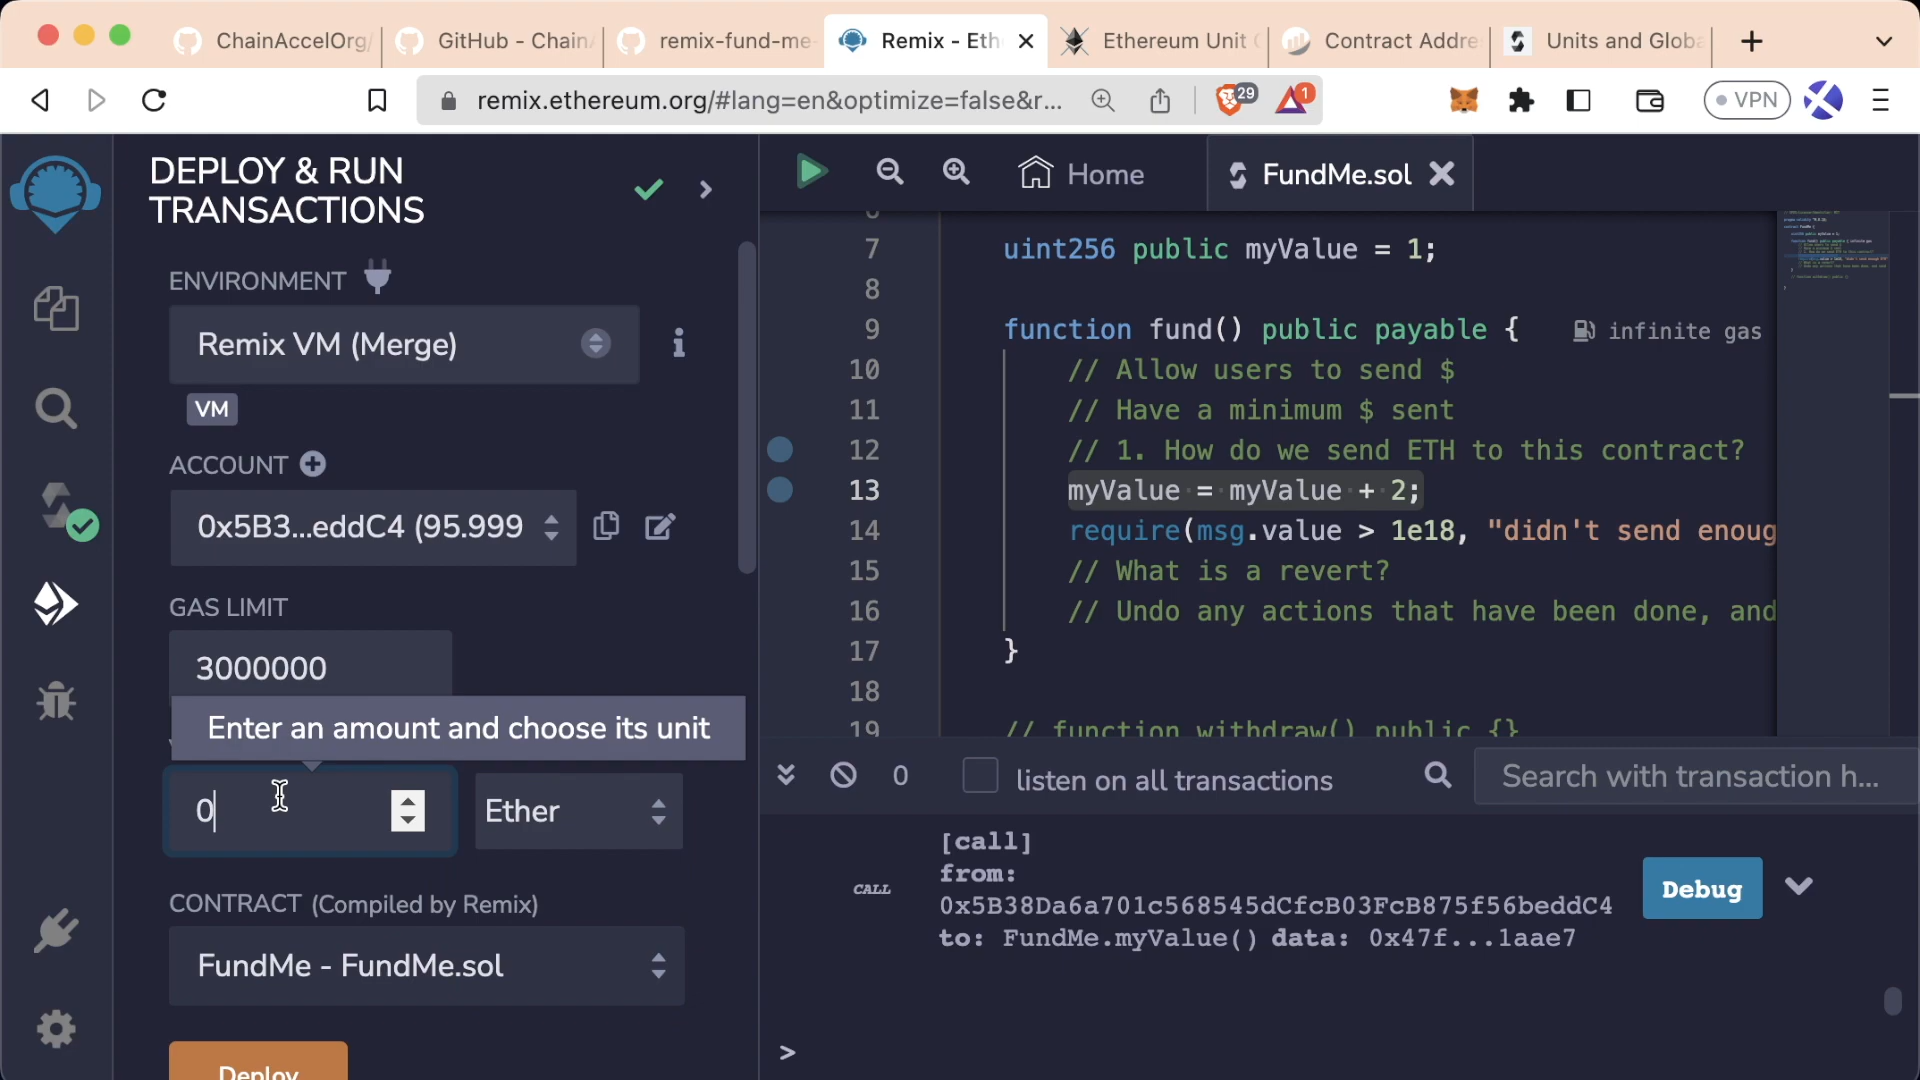 ChainAccelOrg/
GitHub - Chain
remix-fund-me
Remix - Eth
Ethereum Unit
Contract Addre
Units and Globa
remix.ethereum.org/#lang=en&optimize=false&r...
29
1
VPN
DEPLOY & RUN
TRANSACTIONS
ENVIRONMENT
Remix VM (Merge)
VM
ACCOUNT
0x5B3...eddC4 (95.999
GAS LIMIT
3000000
Enter an amount and choose its unit
0
Ether
CONTRACT (Compiled by Remix)
FundMe - FundMe.sol
Deploy
Home
FundMe.sol
7 uint256 public myValue = 1;
8
9 function fund() public payable { infinite gas
10 // Allow users to send $
11 // Have a minimum $ sent
12 // 1. How do we send ETH to this contract?
13 myValue = myValue + 2;
14 require(msg.value > 1e18, "didn't send enoug
15 // What is a revert?
16 // Undo any actions that have been done, and
17 }
18
19 // function withdraw() public {}
0
listen on all transactions
Search with transaction h...
CALL
[call]
from:
0x5B38Da6a701c568545dCfcB03FcB875f56beddC4
to: FundMe.myValue() data: 0x47f...1aae7
Debug
>